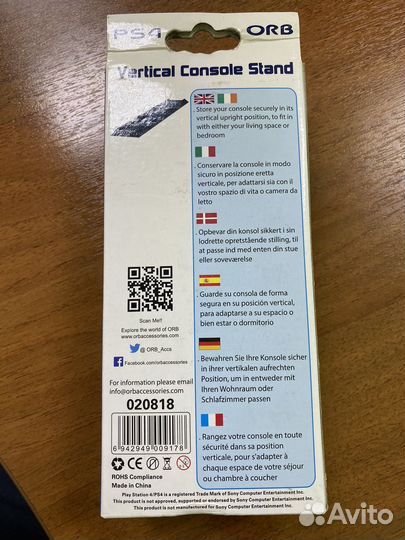 PS4
ORB
Vertical Console Stand
. Store your console securely in its
vertical upright position, to fit in
with either your living space or
bedroom
. Conservare la console in modo
sicuro in posizione eretta
verticale, per adattarsi sia con il
vostro spazio di vita o camera da
letto
. Opbevar din konsol sikkert i sin
lodrette opretstående stilling, til
at passe ind med enten din stue
eller soveværelse
. Guarde su consola de forma
segura en su posición vertical,
para adaptarse a su espacio o
bien estar o dormitorio
. Bewahren Sie Ihre Konsole sicher
in ihrer vertikalen aufrechten
Position, um in entweder mit
Ihren Wohnraum oder
Schlafzimmer passen
. Rangez votre console en toute
sécurité dans sa position
verticale, pour s'adapter à
chaque espace de votre séjour
ou chambre à coucher
Scan Me!!
Explore the world of ORB
www.orbaccessories.com
@ ORB_Accs
Facebook.com/orbaccessories
For information please email
info@orbaccessories.com
020818
6 942949 009178
CE
ROHS Compliance
Made in China
Play Station 4/PS4 is a registered Trade Mark of Sony Computer Entertainment Inc.
This product is not approved, supported or endorsed by Sony Computer Entertainment Inc.
This product is not manufactured for Sony Computer Entertainment Inc.
Avito